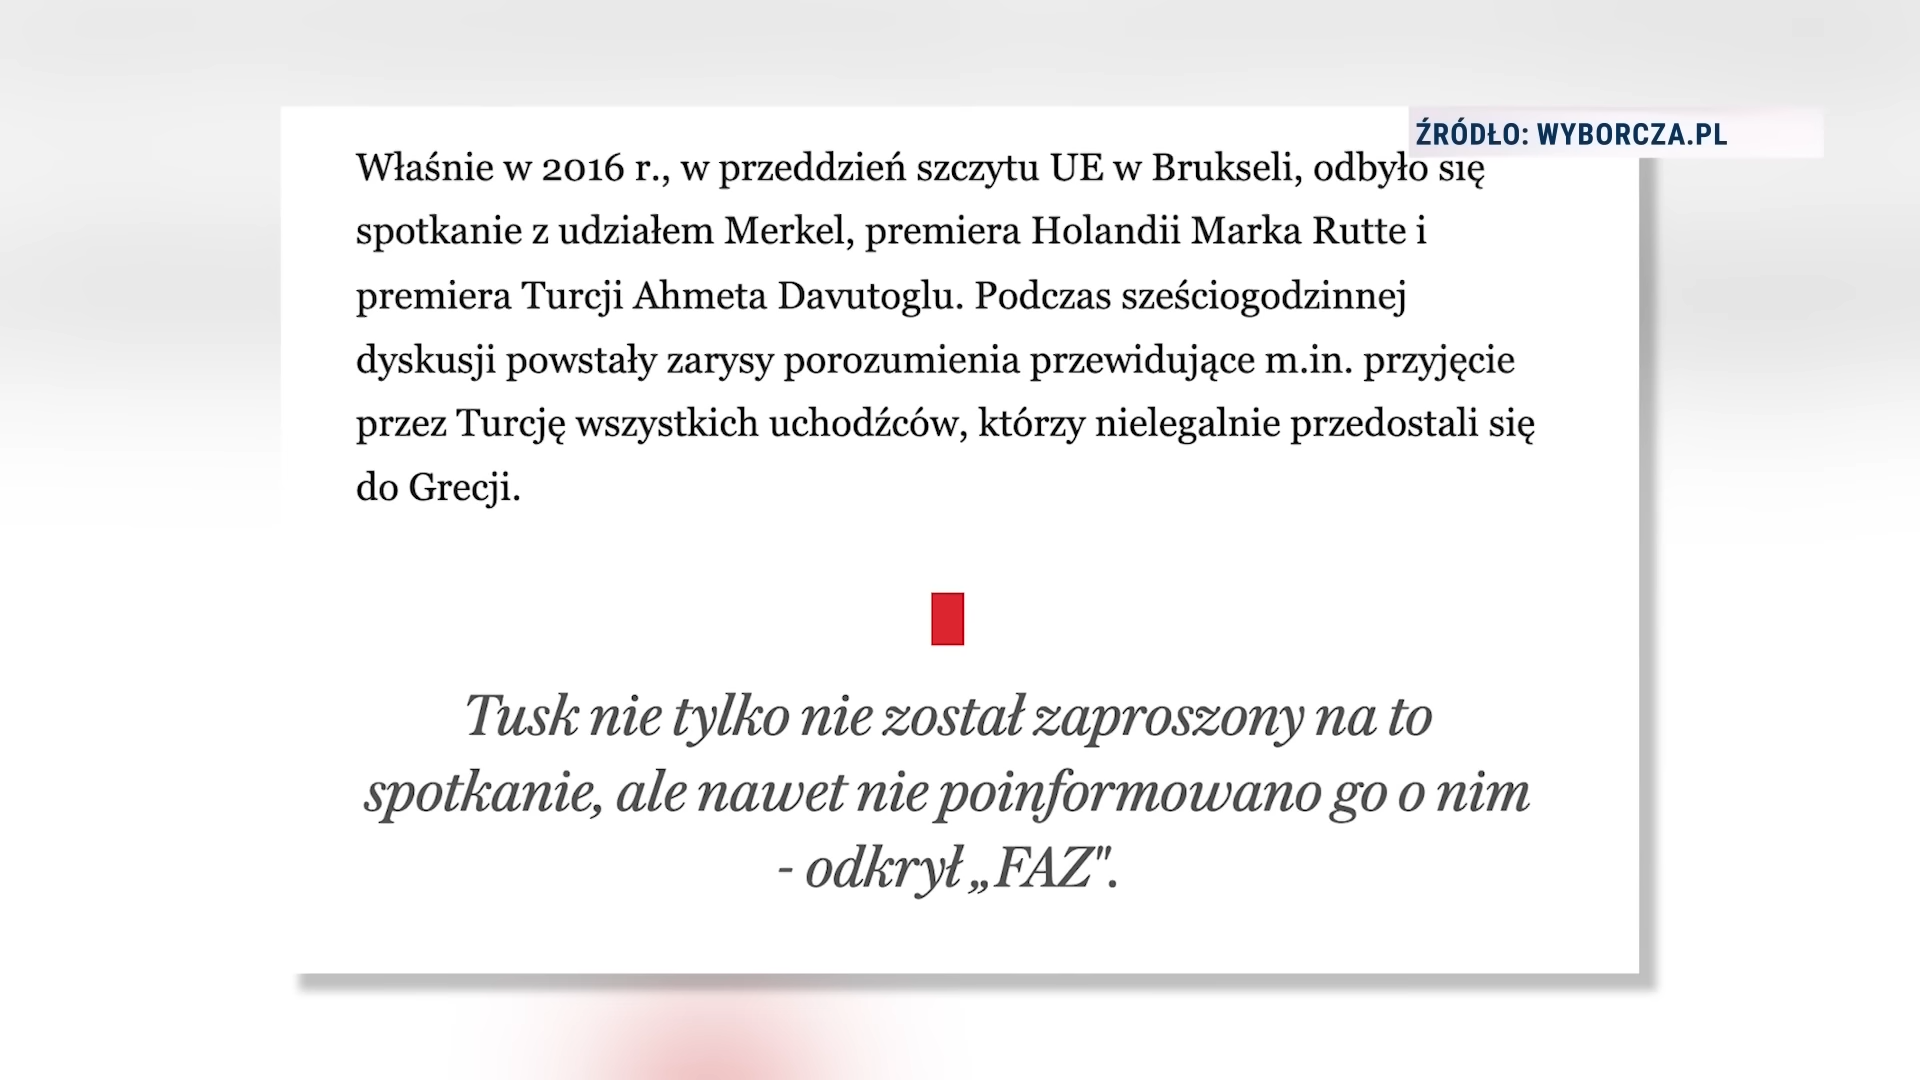 ŹRÓDŁO: WYBORCZA.PL
Właśnie w 2016 r., w przeddzień szczytu UE w Brukseli, odbyło się
spotkanie z udziałem Merkel, premiera Holandii Marka Rutte i
premiera Turcji Ahmeta Davutoglu. Podczas sześciogodzinnej
dyskusji powstały zarysy porozumienia przewidujące m.in. przyjęcie
przez Turcję wszystkich uchodźców, którzy nielegalnie przedostali się
do Grecji.
Tusk nie tylko nie został zaproszony na to
spotkanie, ale nawet nie poinformowano go o nim
- odkrył „FAZ".